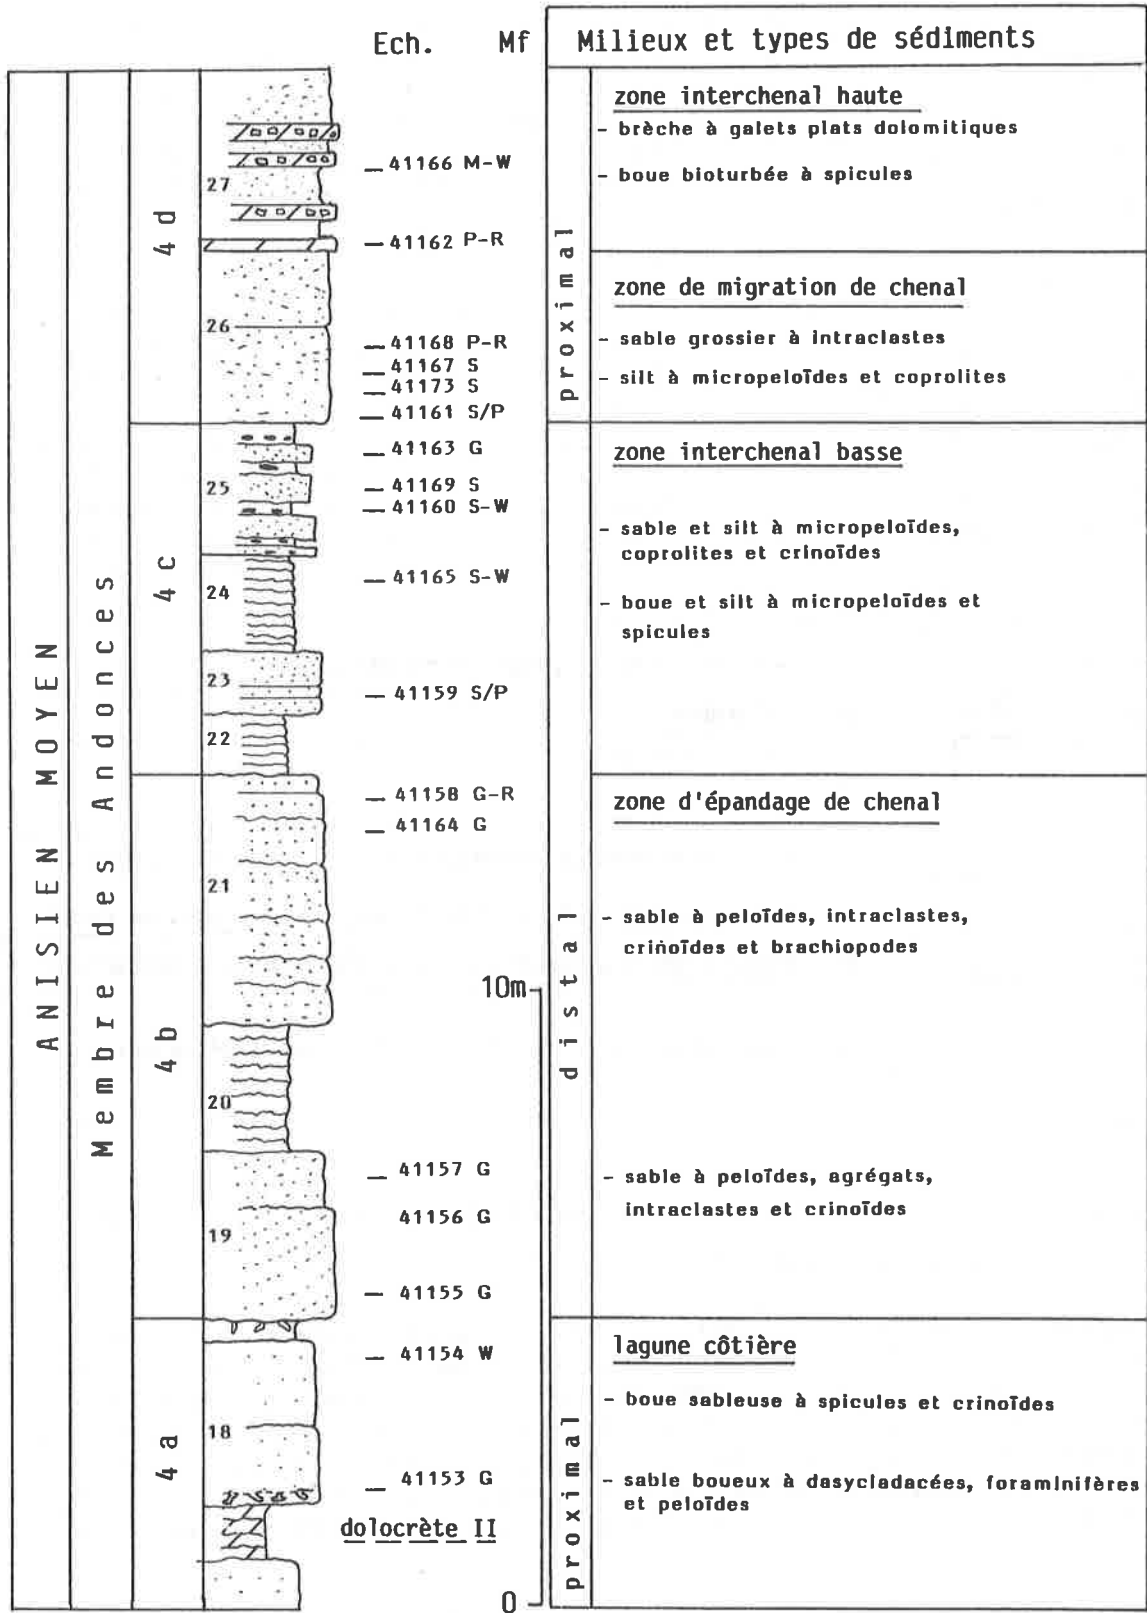 Ech. Mf Milieux et types de sédiments
ANISIEN MOYEN
Membre des Andonces
4 d
4 c
4 b
4 a
27
26
25
24
23
22
21
20
19
18
41166 M-W
41162 P-R
41168 P-R
41167 S
41173 S
41161 S/P
41163 G
41169 S
41160 S-W
41165 S-W
41159 S/P
41158 G-R
41164 G
41157 G
41156 G
41155 G
41154 W
41153 G
dolocrète II
10m
0
proximal
zone interchenal haute
- brèche à galets plats dolomitiques
- boue bioturbée à spicules
zone de migration de chenal
- sable grossier à intraclastes
- silt à micropeloïdes et coprolites
distal
zone interchenal basse
- sable et silt à micropeloïdes,
coprolites et crinoïdes
- boue et silt à micropeloïdes et
spicules
zone d'épandage de chenal
- sable à peloïdes, intraclastes,
crinoïdes et brachiopodes
- sable à peloïdes, agrégats,
intraclastes et crinoïdes
proximal
lagune côtière
- boue sableuse à spicules et crinoïdes
- sable boueux à dasycladacées, foraminifères
et peloïdes